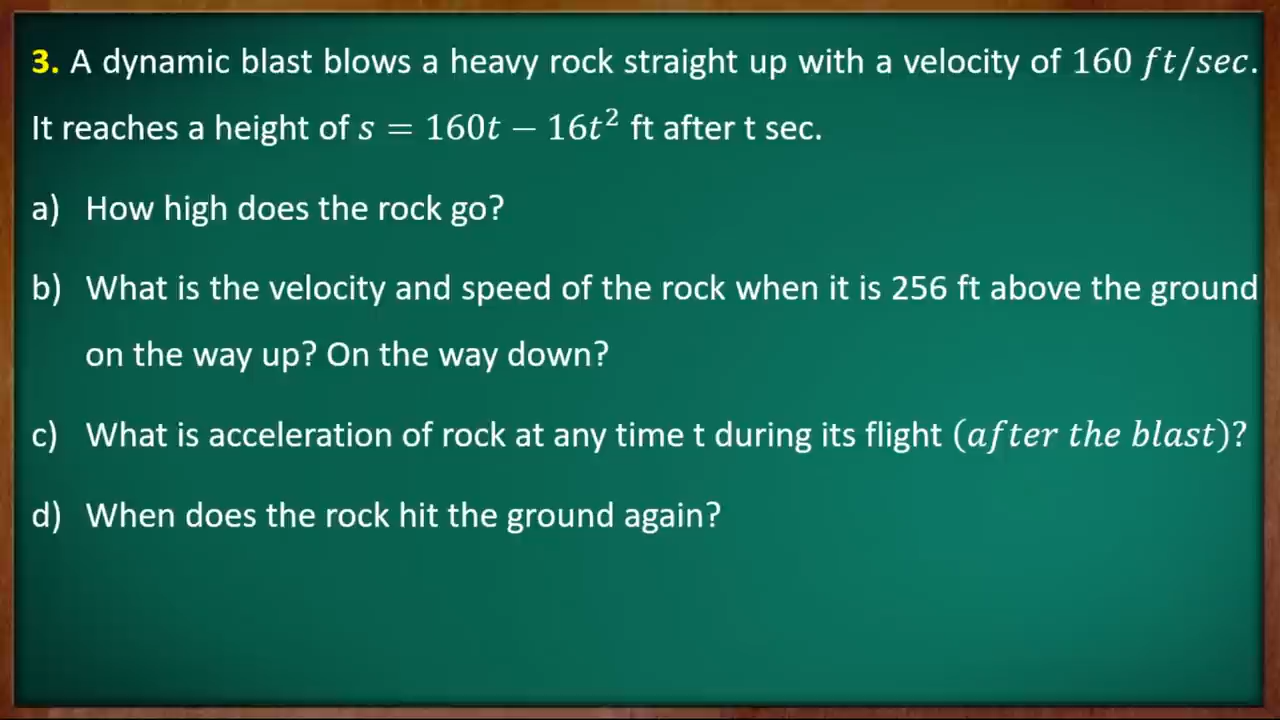 3. A dynamic blast blows a heavy rock straight up with a velocity of 160 ft/sec.
It reaches a height of s = 160t − 16t² ft after t sec.
a) How high does the rock go?
b) What is the velocity and speed of the rock when it is 256 ft above the ground
on the way up? On the way down?
c) What is acceleration of rock at any time t during its flight (after the blast)?
d) When does the rock hit the ground again?